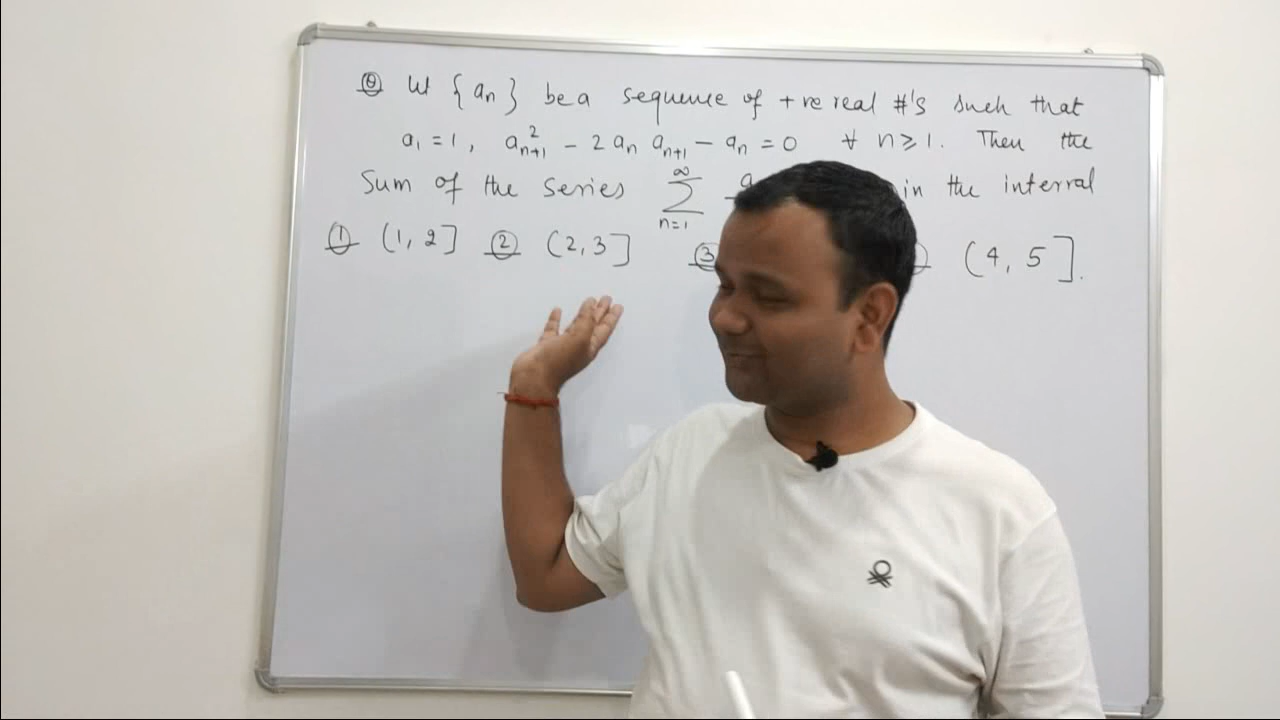 Q Let {aₙ} be a sequence of +ve real #'s such that
a₁ = 1, aₙ₊₁² - 2 aₙ aₙ₊₁ - aₙ = 0 ∀ n ≥ 1. Then the
Sum of the series ∞ Σ n=1 a in the interval
① (1, 2] ② (2, 3] ③ (4, 5].